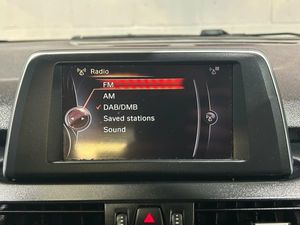 Radio
FM
AM
✓ DAB/DMB
Saved stations
Sound